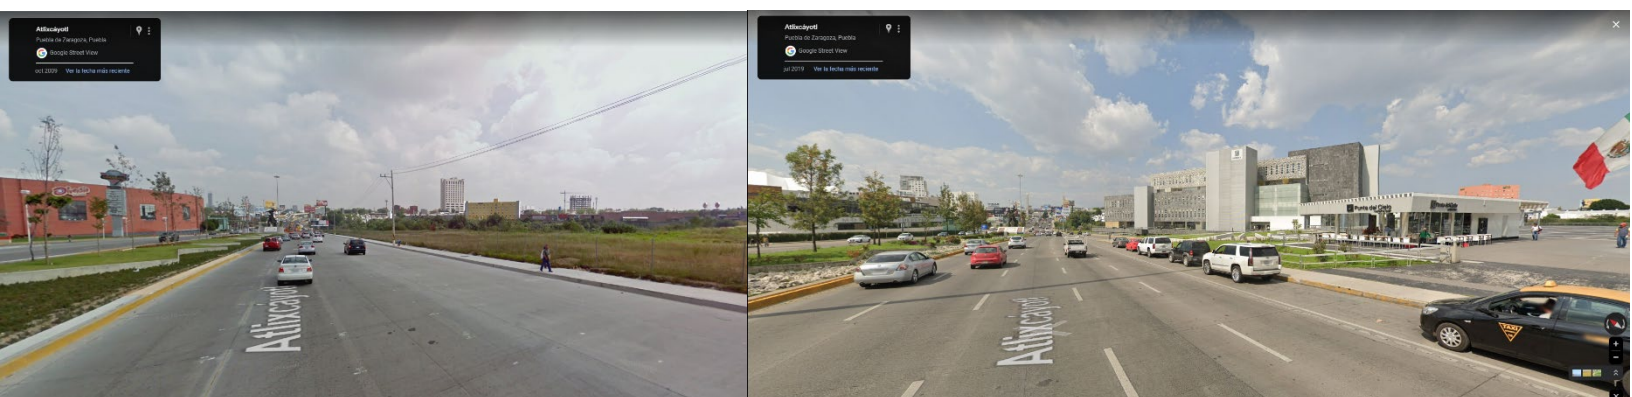 Atlixcáyotl
Puebla de Zaragoza, Puebla
Google Street View
oct 2009 Ver la fecha más reciente
Atlixcayotl
Atlixcáyotl
Puebla de Zaragoza, Puebla
Google Street View
jul 2019 Ver la fecha más reciente
TAXI
Atlixcayotl